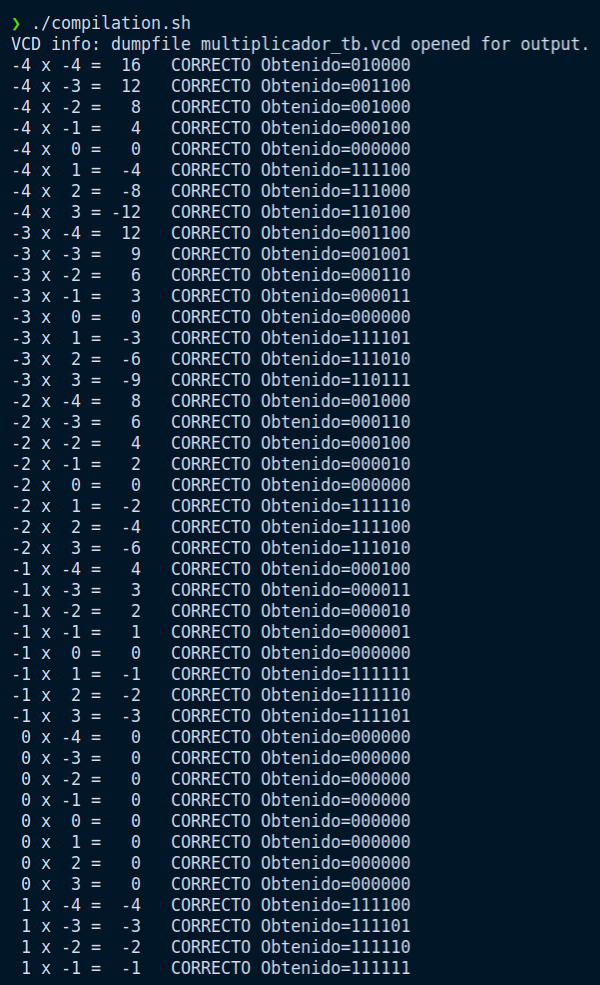 ❯ ./compilation.sh
VCD info: dumpfile multiplicador_tb.vcd opened for output.
-4 x -4 =  16   CORRECTO Obtenido=010000
-4 x -3 =  12   CORRECTO Obtenido=001100
-4 x -2 =   8   CORRECTO Obtenido=001000
-4 x -1 =   4   CORRECTO Obtenido=000100
-4 x  0 =   0   CORRECTO Obtenido=000000
-4 x  1 =  -4   CORRECTO Obtenido=111100
-4 x  2 =  -8   CORRECTO Obtenido=111000
-4 x  3 = -12   CORRECTO Obtenido=110100
-3 x -4 =  12   CORRECTO Obtenido=001100
-3 x -3 =   9   CORRECTO Obtenido=001001
-3 x -2 =   6   CORRECTO Obtenido=000110
-3 x -1 =   3   CORRECTO Obtenido=000011
-3 x  0 =   0   CORRECTO Obtenido=000000
-3 x  1 =  -3   CORRECTO Obtenido=111101
-3 x  2 =  -6   CORRECTO Obtenido=111010
-3 x  3 =  -9   CORRECTO Obtenido=110111
-2 x -4 =   8   CORRECTO Obtenido=001000
-2 x -3 =   6   CORRECTO Obtenido=000110
-2 x -2 =   4   CORRECTO Obtenido=000100
-2 x -1 =   2   CORRECTO Obtenido=000010
-2 x  0 =   0   CORRECTO Obtenido=000000
-2 x  1 =  -2   CORRECTO Obtenido=111110
-2 x  2 =  -4   CORRECTO Obtenido=111100
-2 x  3 =  -6   CORRECTO Obtenido=111010
-1 x -4 =   4   CORRECTO Obtenido=000100
-1 x -3 =   3   CORRECTO Obtenido=000011
-1 x -2 =   2   CORRECTO Obtenido=000010
-1 x -1 =   1   CORRECTO Obtenido=000001
-1 x  0 =   0   CORRECTO Obtenido=000000
-1 x  1 =  -1   CORRECTO Obtenido=111111
-1 x  2 =  -2   CORRECTO Obtenido=111110
-1 x  3 =  -3   CORRECTO Obtenido=111101
 0 x -4 =   0   CORRECTO Obtenido=000000
 0 x -3 =   0   CORRECTO Obtenido=000000
 0 x -2 =   0   CORRECTO Obtenido=000000
 0 x -1 =   0   CORRECTO Obtenido=000000
 0 x  0 =   0   CORRECTO Obtenido=000000
 0 x  1 =   0   CORRECTO Obtenido=000000
 0 x  2 =   0   CORRECTO Obtenido=000000
 0 x  3 =   0   CORRECTO Obtenido=000000
 1 x -4 =  -4   CORRECTO Obtenido=111100
 1 x -3 =  -3   CORRECTO Obtenido=111101
 1 x -2 =  -2   CORRECTO Obtenido=111110
 1 x -1 =  -1   CORRECTO Obtenido=111111